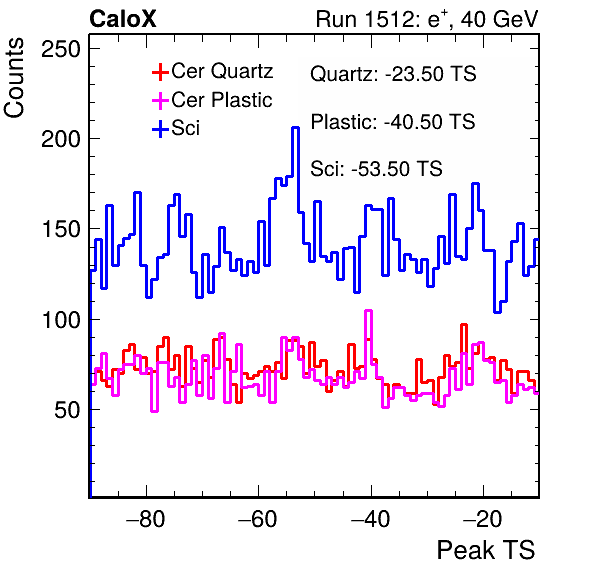 CaloX Run 1512: e⁺, 40 GeV
Counts
250
200
150
100
50
Cer Quartz
Cer Plastic
Sci
Quartz: -23.50 TS
Plastic: -40.50 TS
Sci: -53.50 TS
−80 −60 −40 −20
Peak TS